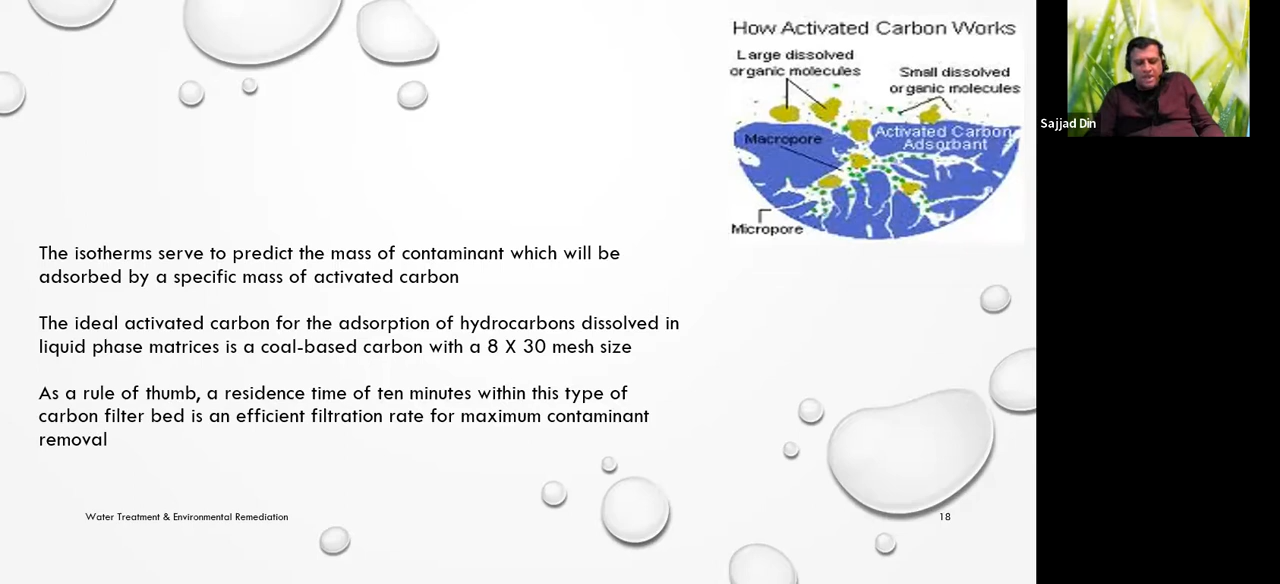 How Activated Carbon Works
Large dissolved
organic molecules
Small dissolved
organic molecules
Activated Carbon
Adsorbant
Macropore
Micropore
Sajjad Din
The isotherms serve to predict the mass of contaminant which will be
adsorbed by a specific mass of activated carbon
The ideal activated carbon for the adsorption of hydrocarbons dissolved in
liquid phase matrices is a coal-based carbon with a 8 X 30 mesh size
As a rule of thumb, a residence time of ten minutes within this type of
carbon filter bed is an efficient filtration rate for maximum contaminant
removal
Water Treatment & Environmental Remediation
18